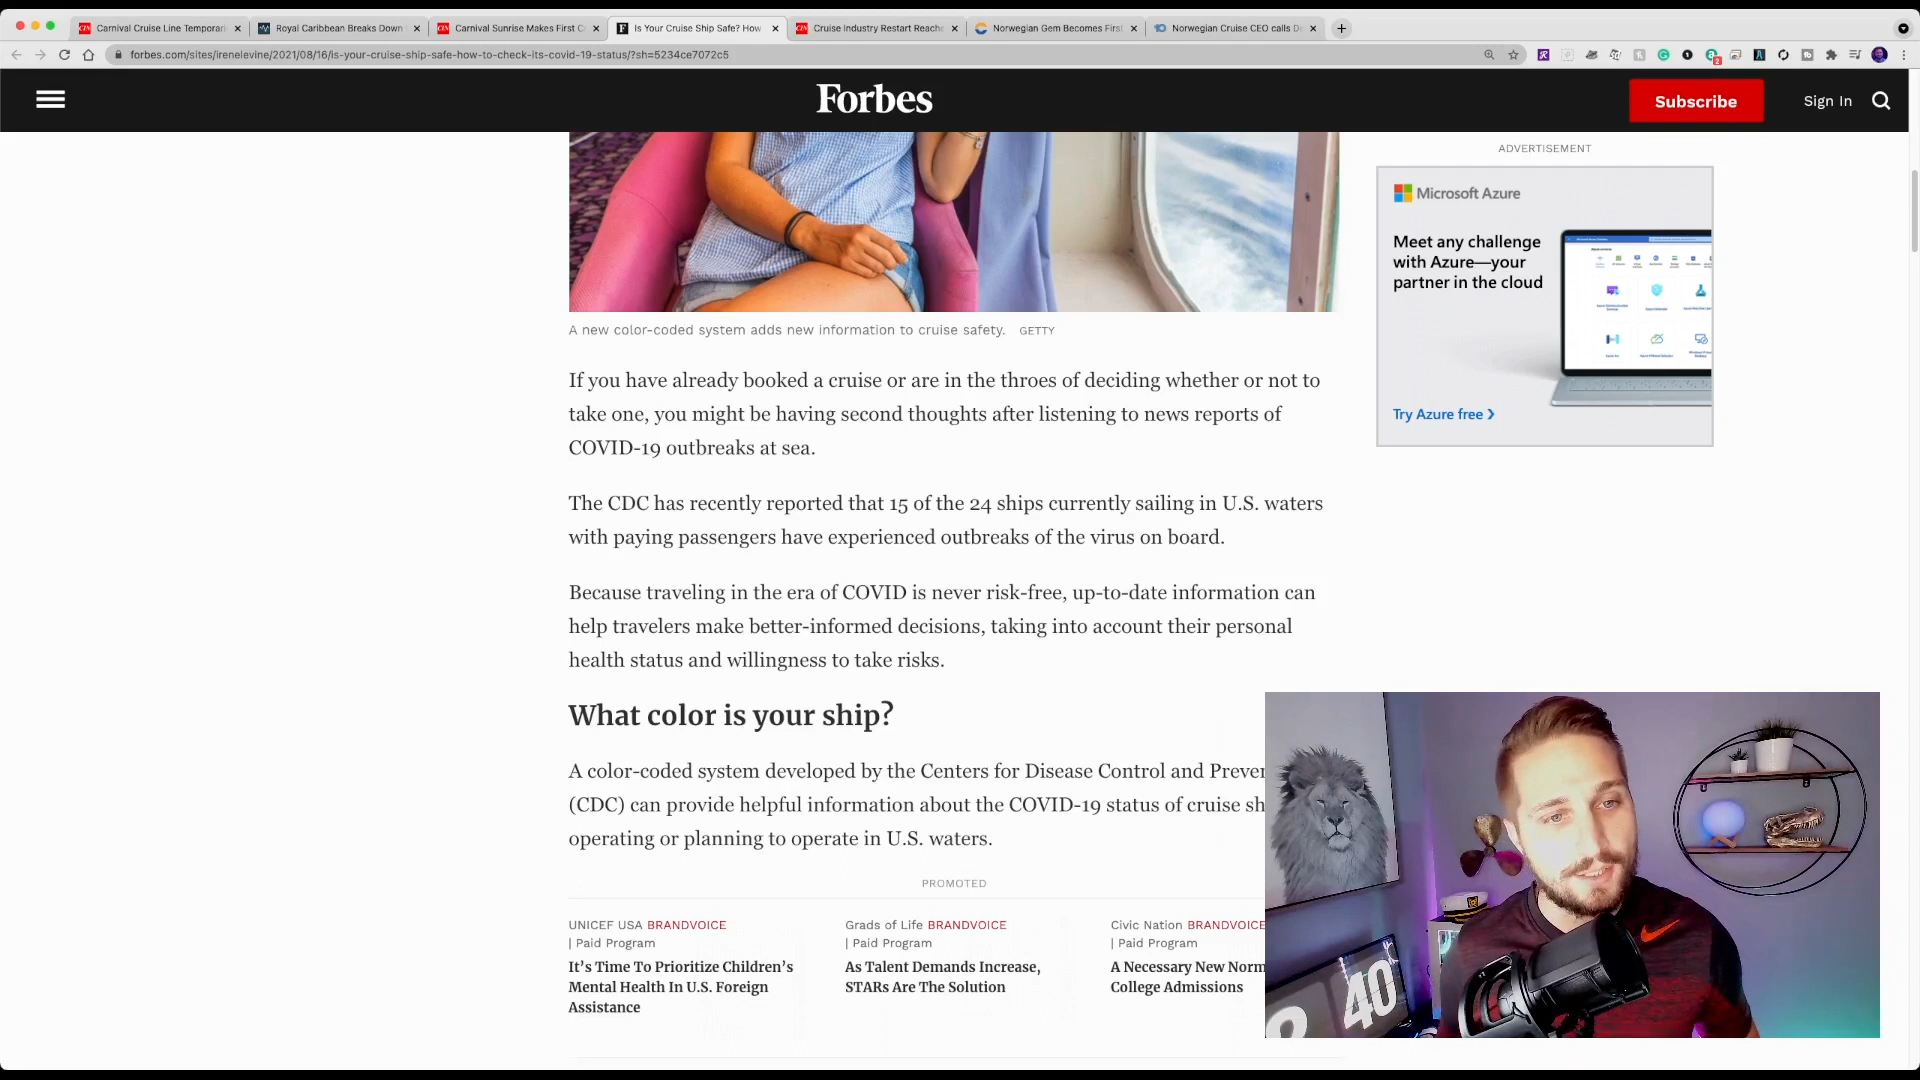 Carnival Cruise Line Temporari
Royal Caribbean Breaks Down
Carnival Sunrise Makes First C
Is Your Cruise Ship Safe? How
Cruise Industry Restart Reache
Norwegian Gem Becomes First
Norwegian Cruise CEO calls De
forbes.com/sites/irenelevine/2021/08/16/is-your-cruise-ship-safe-how-to-check-its-covid-19-status/?sh=5234ce7072c5
Forbes
Subscribe
Sign In
ADVERTISEMENT
Microsoft Azure
Meet any challenge
with Azure—your
partner in the cloud
Try Azure free
A new color-coded system adds new information to cruise safety. GETTY
If you have already booked a cruise or are in the throes of deciding whether or not to
take one, you might be having second thoughts after listening to news reports of
COVID-19 outbreaks at sea.
The CDC has recently reported that 15 of the 24 ships currently sailing in U.S. waters
with paying passengers have experienced outbreaks of the virus on board.
Because traveling in the era of COVID is never risk-free, up-to-date information can
help travelers make better-informed decisions, taking into account their personal
health status and willingness to take risks.
What color is your ship?
A color-coded system developed by the Centers for Disease Control and Preven
(CDC) can provide helpful information about the COVID-19 status of cruise sh
operating or planning to operate in U.S. waters.
PROMOTED
UNICEF USA BRANDVOICE
| Paid Program
It's Time To Prioritize Children's
Mental Health In U.S. Foreign
Assistance
Grads of Life BRANDVOICE
| Paid Program
As Talent Demands Increase,
STARs Are The Solution
Civic Nation BRANDVOICE
| Paid Program
A Necessary New Norm
College Admissions
40